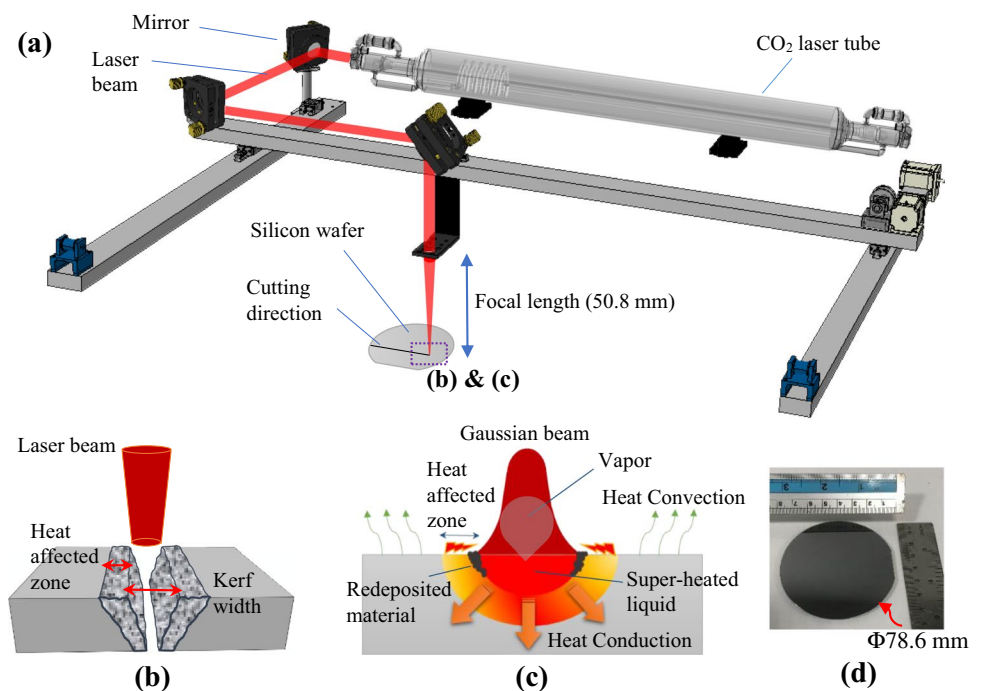 (a)
Mirror
Laser
beam
CO₂ laser tube
Silicon wafer
Cutting
direction
Focal length (50.8 mm)
(b) & (c)
Laser beam
Heat
affected
zone
Kerf
width
(b)
Gaussian beam
Vapor
Heat
affected
zone
Heat Convection
Redeposited
material
Super-heated
liquid
Heat Conduction
(c)
Φ78.6 mm
(d)